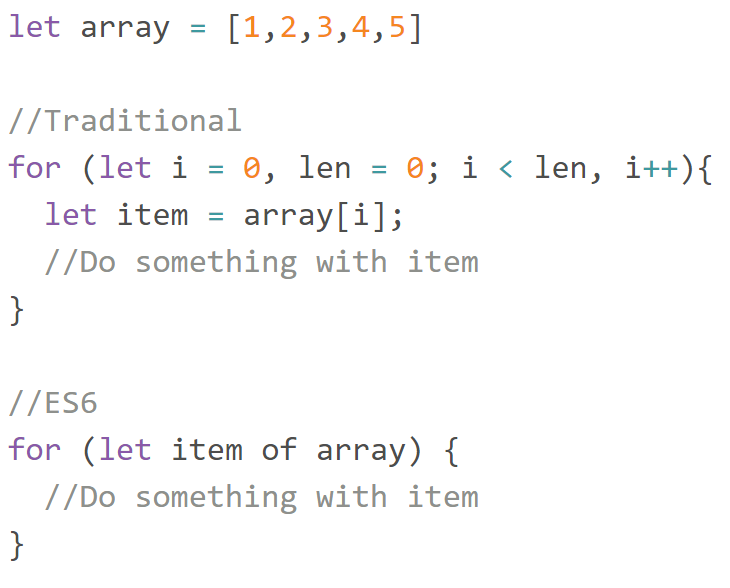 let array = [1,2,3,4,5]
//Traditional
for (let i = 0, len = 0; i < len, i++){
let item = array[i];
//Do something with item
}
//ES6
for (let item of array) {
//Do something with item
}